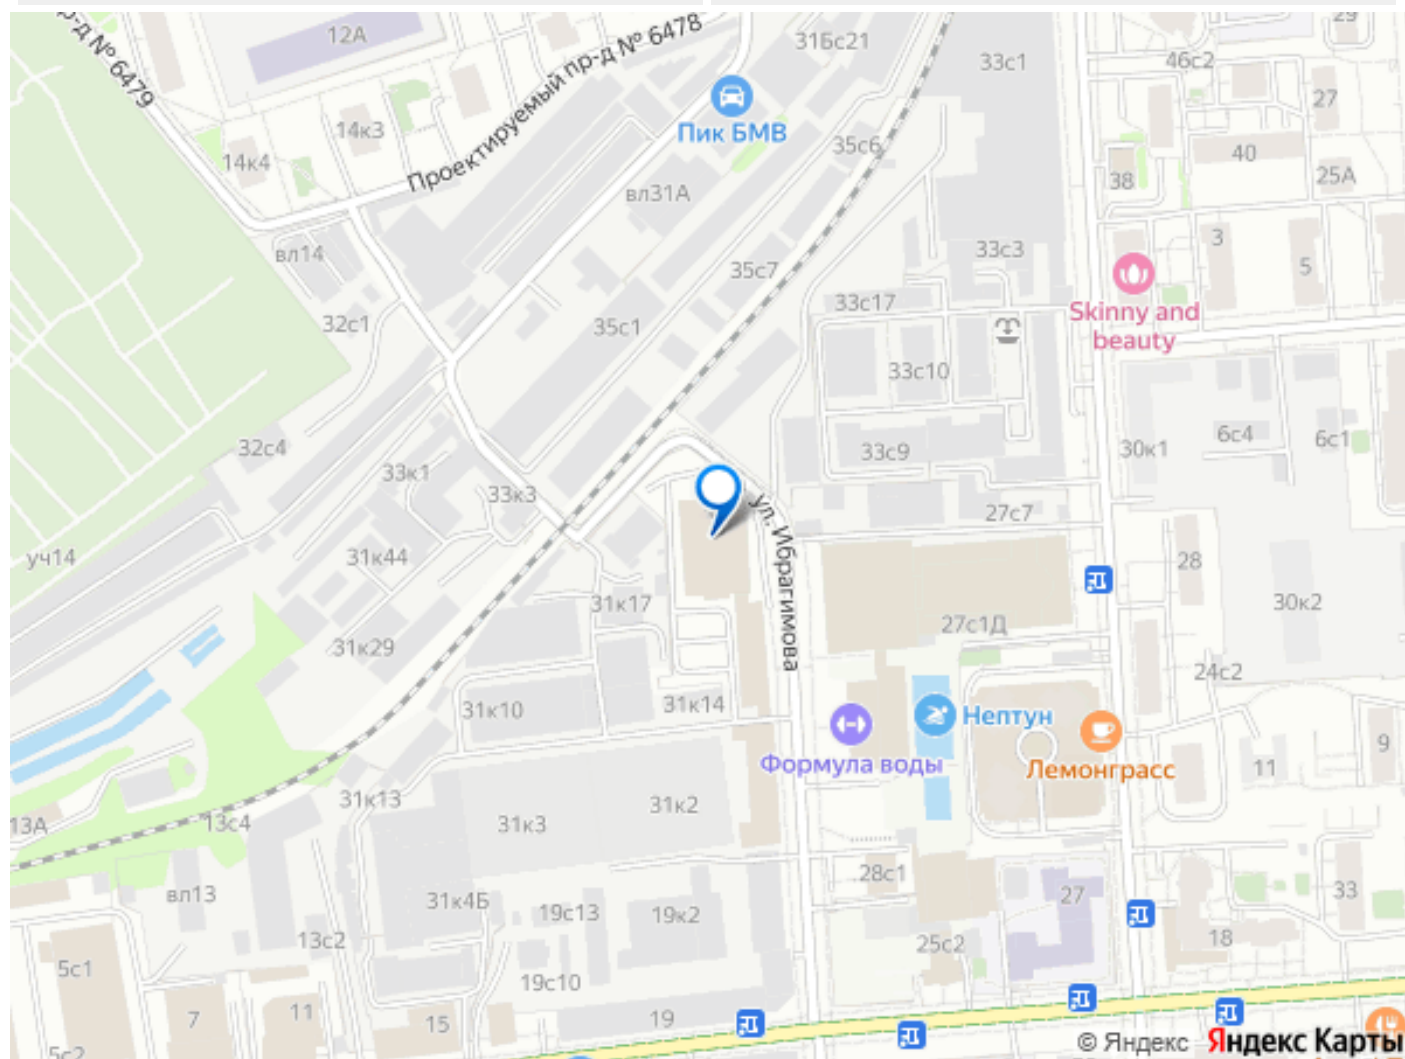 29
12А
31Бс21
33с1
46с2
Проектируемый пр-д № 6478
р-д № 6479
27
Пик БМВ
14к3
35с6
40
14к4
38
25А
вл31А
3
33с3
вл14
35с7
5
33с17
Skinny and
beauty
32с1
35с1
33с10
6с4
6с1
32с4
30к1
33с9
33к1
33к3
27с7
ул. Ибрагимова
уч14
31к44
28
31к17
30к2
27с1Д
31к29
24с2
31к14
31к10
Нептун
9
Формула воды
Лемонграсс
11
31к13
31к2
13А
13с4
31к3
28с1
вл13
27
33
31к4Б
19с13
19к2
13с2
18
25с2
5с1
19с10
7
11
15
19
5с2
© Яндекс Яндекс Карты